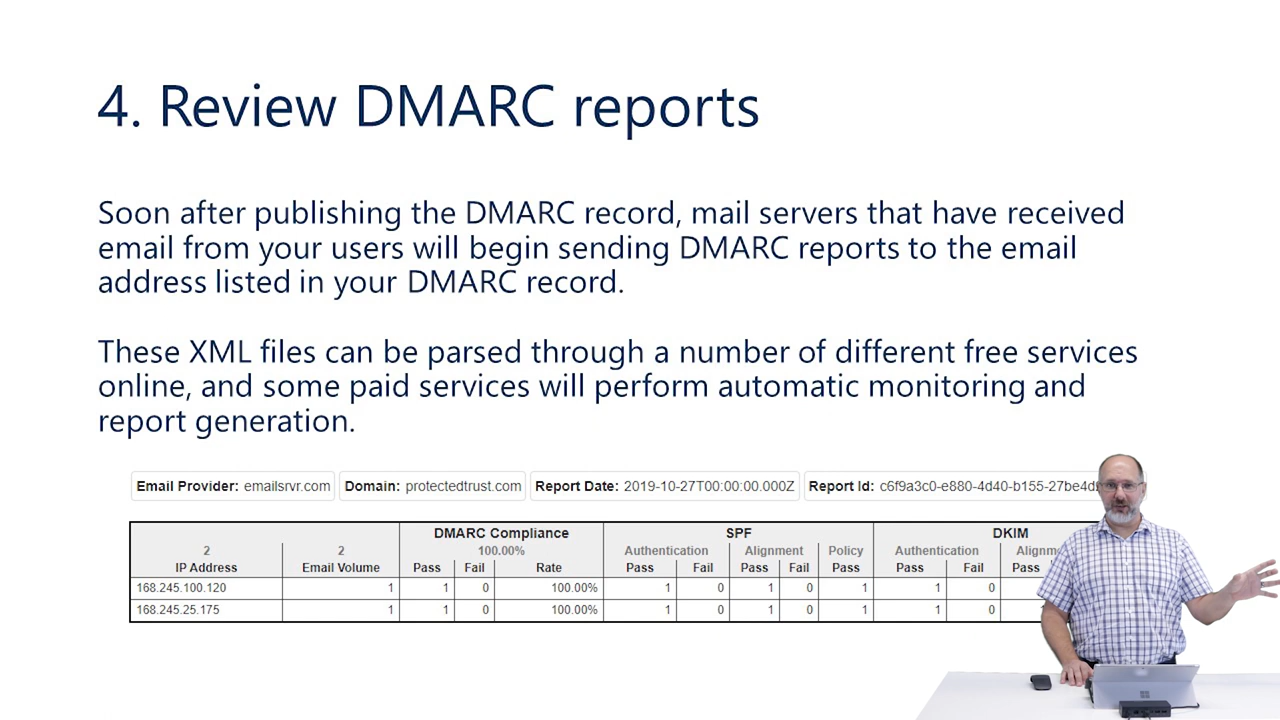 4. Review DMARC reports
Soon after publishing the DMARC record, mail servers that have received
email from your users will begin sending DMARC reports to the email
address listed in your DMARC record.
These XML files can be parsed through a number of different free services
online, and some paid services will perform automatic monitoring and
report generation.
Email Provider: emailsrvr.com Domain: protectedtrust.com Report Date: 2019-10-27T00:00:00.000Z Report Id: c6f9a3c0-e880-4d40-b155-27be4d
DMARC Compliance SPF DKIM
2 2 100.00% Authentication Alignment Policy Authentication Alignm
IP Address Email Volume Pass Fail Rate Pass Fail Pass Fail Pass Pass Fail Pass
168.245.100.120 1 1 0 100.00% 1 0 1 0 1 1 0
168.245.25.175 1 1 0 100.00% 1 0 1 0 1 1 0